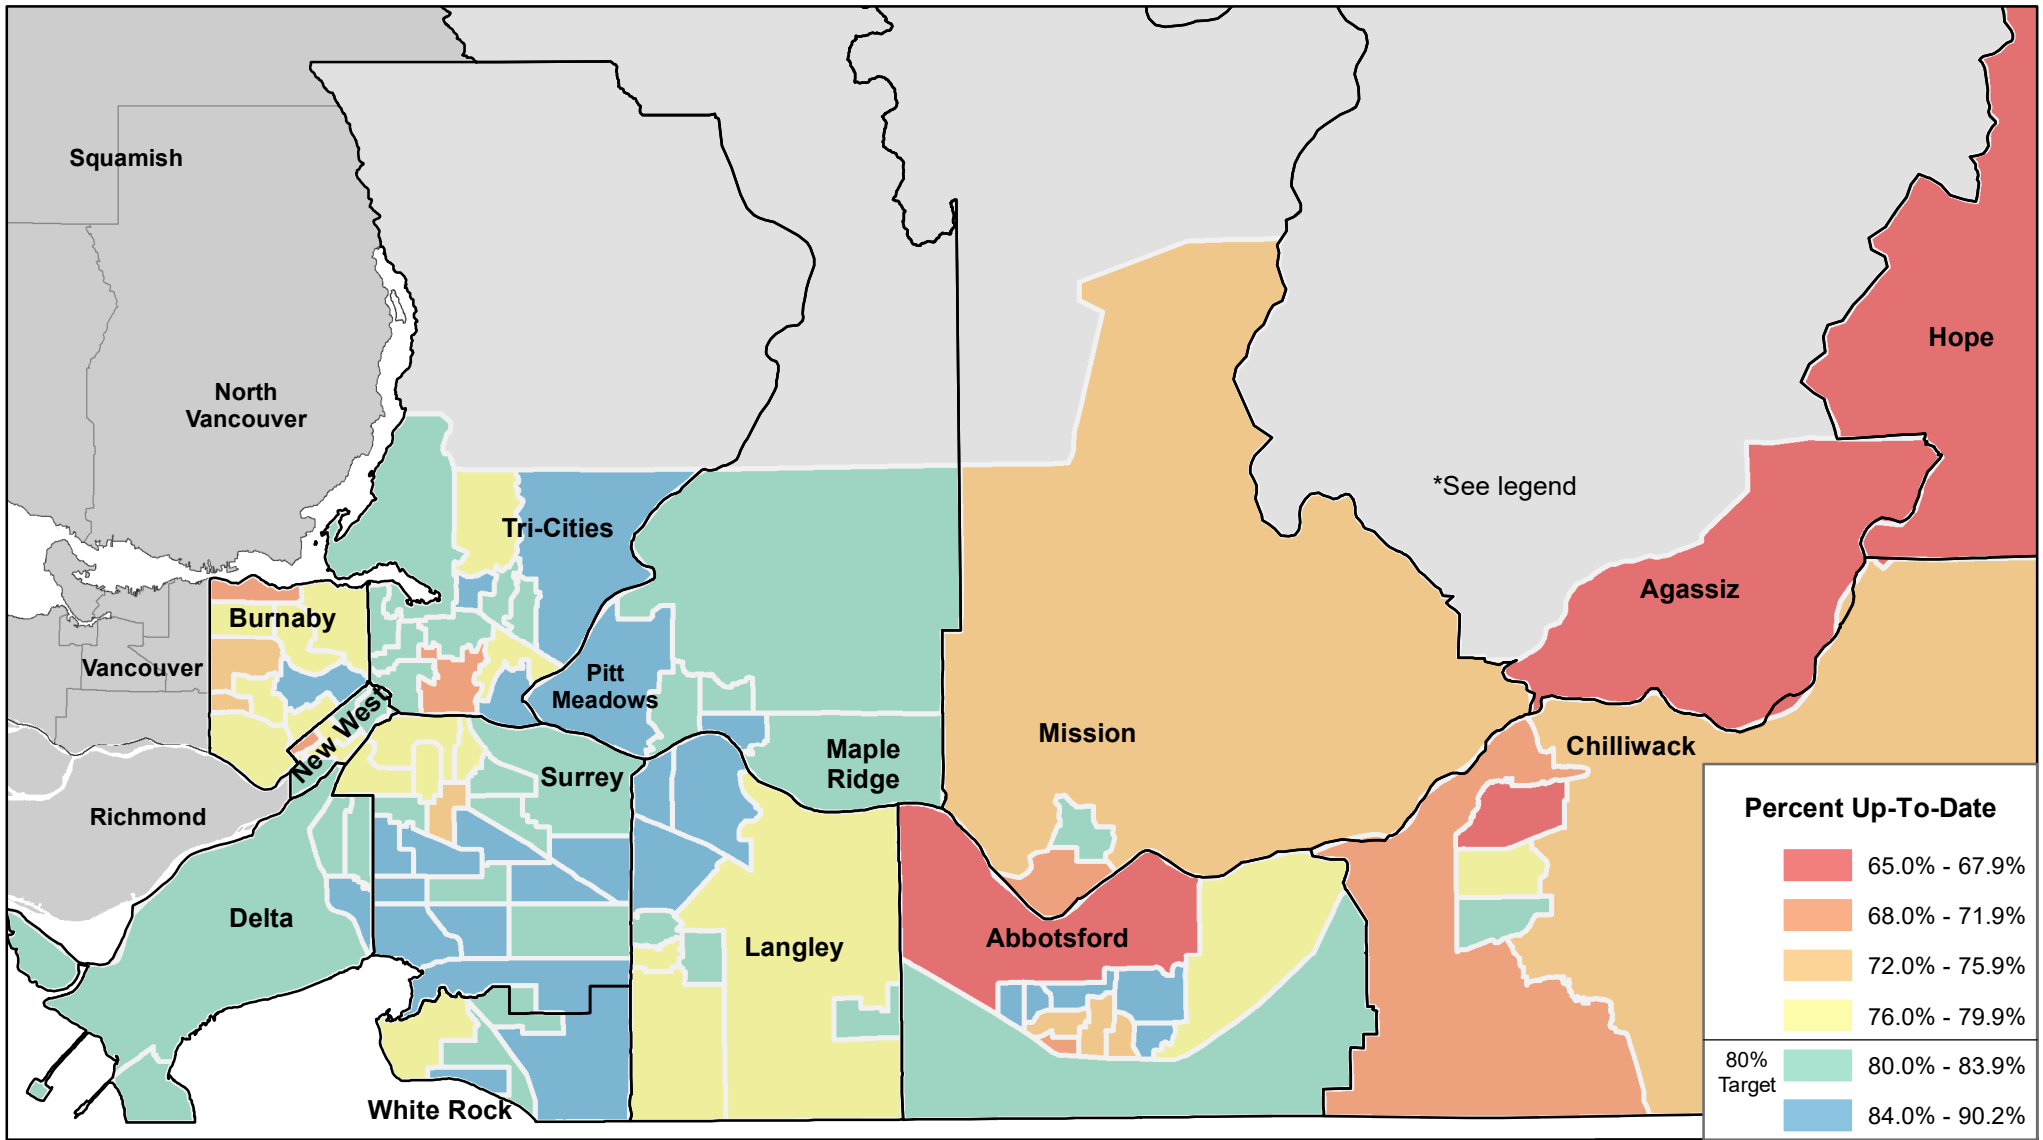 Squamish
North
Vancouver
Hope
*See legend
Tri-Cities
Agassiz
Burnaby
Vancouver
Pitt
Meadows
New West
Mission
Chilliwack
Maple
Ridge
Surrey
Richmond
Delta
Langley
Abbotsford
White Rock
Percent Up-To-Date
65.0% - 67.9%
68.0% - 71.9%
72.0% - 75.9%
76.0% - 79.9%
80%
Target
80.0% - 83.9%
84.0% - 90.2%